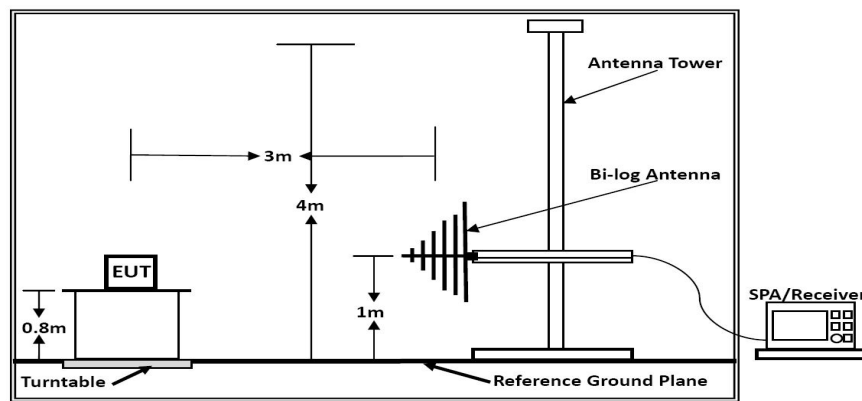 Antenna Tower
3m
Bi-log Antenna
4m
EUT
SPA/Receiver
0.8m
1m
Turntable
Reference Ground Plane